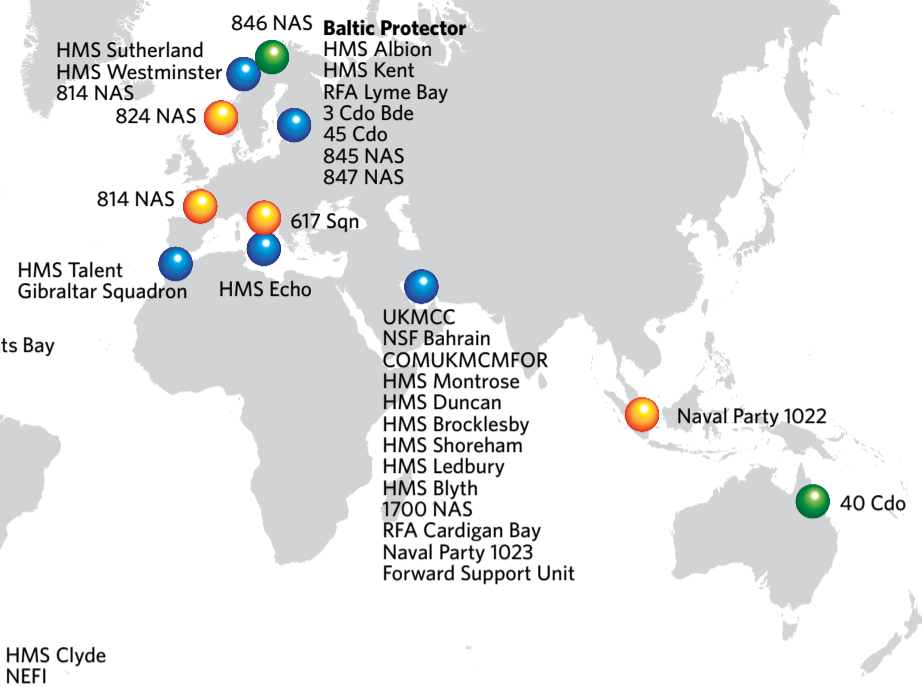 846 NAS
Baltic Protector
HMS Albion
HMS Kent
RFA Lyme Bay
3 Cdo Bde
45 Cdo
845 NAS
847 NAS
HMS Sutherland
HMS Westminster
814 NAS
824 NAS
814 NAS
617 Sqn
HMS Talent
Gibraltar Squadron
HMS Echo
ts Bay
UKMCC
NSF Bahrain
COMUKMCMFOR
HMS Montrose
HMS Duncan
HMS Brocklesby
HMS Shoreham
HMS Ledbury
HMS Blyth
1700 NAS
RFA Cardigan Bay
Naval Party 1023
Forward Support Unit
Naval Party 1022
40 Cdo
HMS Clyde
NEFI